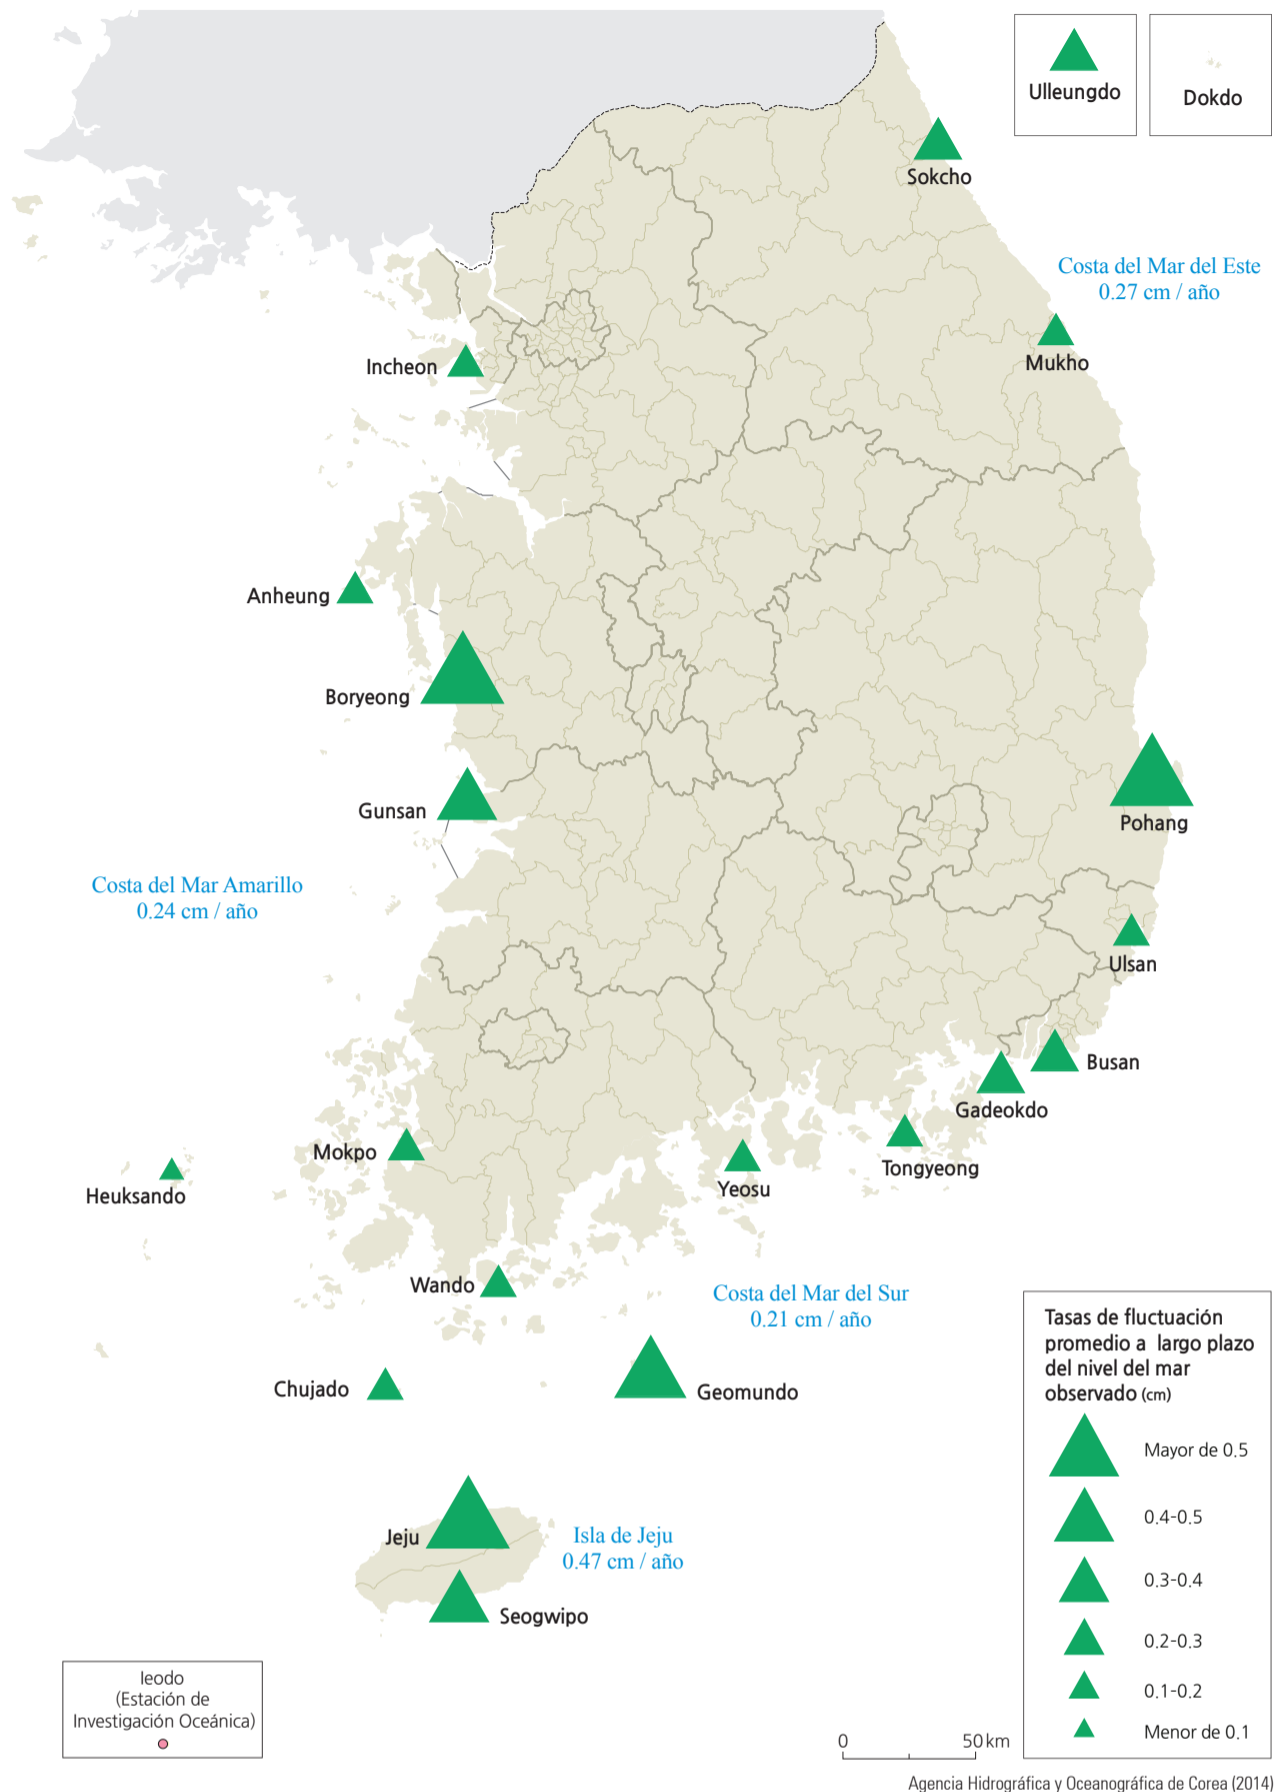 Ulleungdo
Dokdo
Sokcho
Costa del Mar del Este
0.27 cm / año
Mukho
Incheon
Anheung
Boryeong
Gunsan
Pohang
Costa del Mar Amarillo
0.24 cm / año
Ulsan
Busan
Gadeokdo
Mokpo
Tongyeong
Yeosu
Heuksando
Wando
Costa del Mar del Sur
0.21 cm / año
Chujado
Geomundo
Jeju
Isla de Jeju
0.47 cm / año
Seogwipo
Tasas de fluctuación
promedio a largo plazo
del nivel del mar
observado (cm)
Mayor de 0.5
0.4-0.5
0.3-0.4
0.2-0.3
0.1-0.2
Menor de 0.1
Ieodo
(Estación de
Investigación Oceánica)
0 50 km
Agencia Hidrográfica y Oceanográfica de Corea (2014)